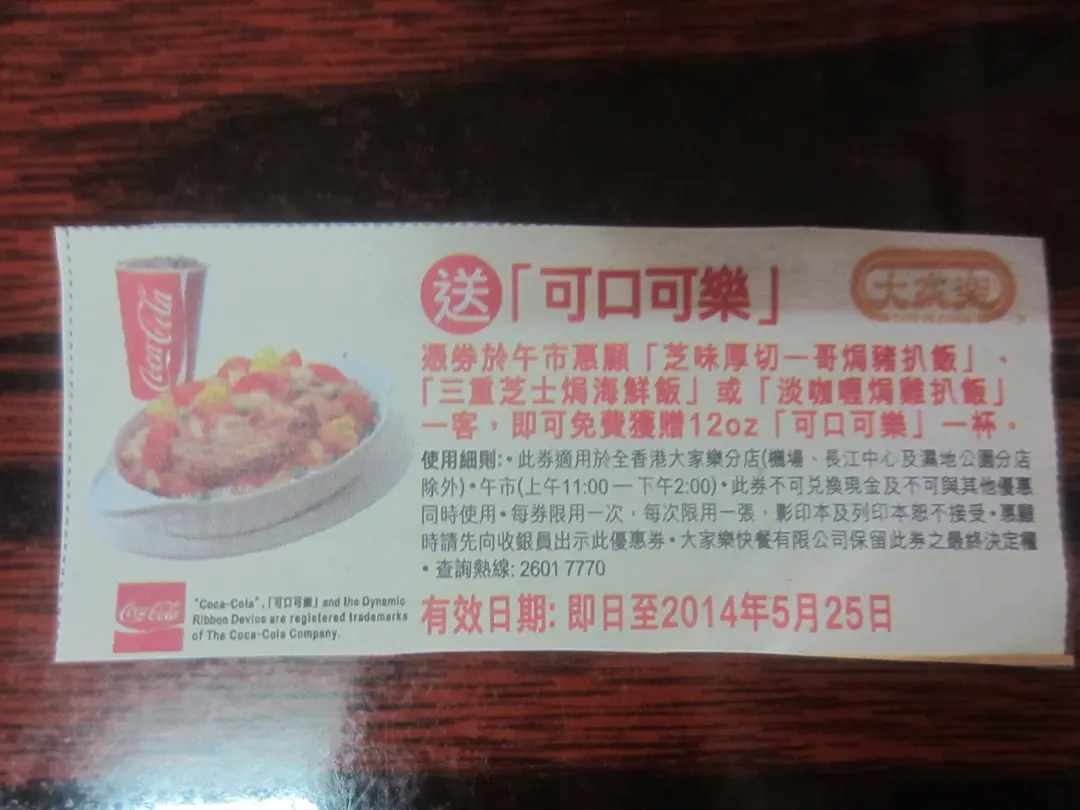 送「可口可樂」
大家樂
憑券於午市惠顧「芝味厚切一哥焗豬扒飯」、
「三重芝士焗海鮮飯」或「淡咖喱焗雞扒飯」
一客，即可免費獲贈12oz「可口可樂」一杯。
使用細則:•此券適用於全香港大家樂分店(機場、長江中心及濕地公園分店
除外)•午市(上午11:00 — 下午2:00)•此券不可兌換現金及不可與其他優惠
同時使用•每券限用一次，每次限用一張，影印本及列印本恕不接受•惠顧
時請先向收銀員出示此優惠券•大家樂快餐有限公司保留此券之最終決定權
•查詢熱線: 2601 7770
有效日期: 即日至2014年5月25日
Coca-Cola
Coca-Cola
"Coca-Cola",「可口可樂」and the Dynamic
Ribbon Device are registered trademarks
of The Coca-Cola Company.